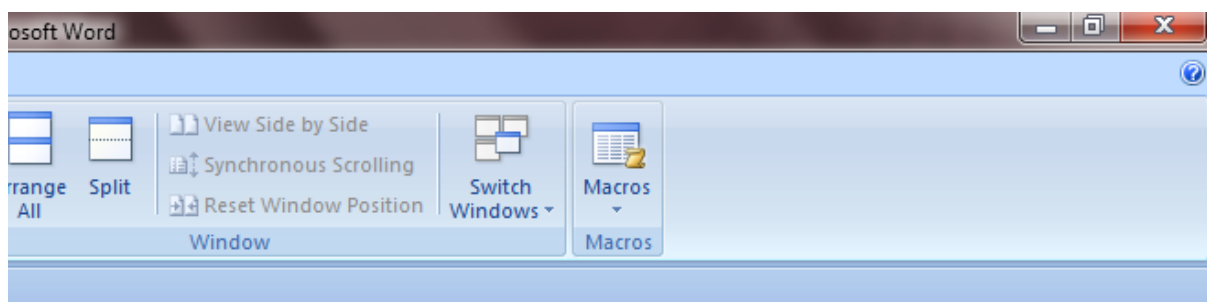 osoft Word
rrange All
Split
View Side by Side
Synchronous Scrolling
Reset Window Position
Switch Windows
Macros
Window
Macros